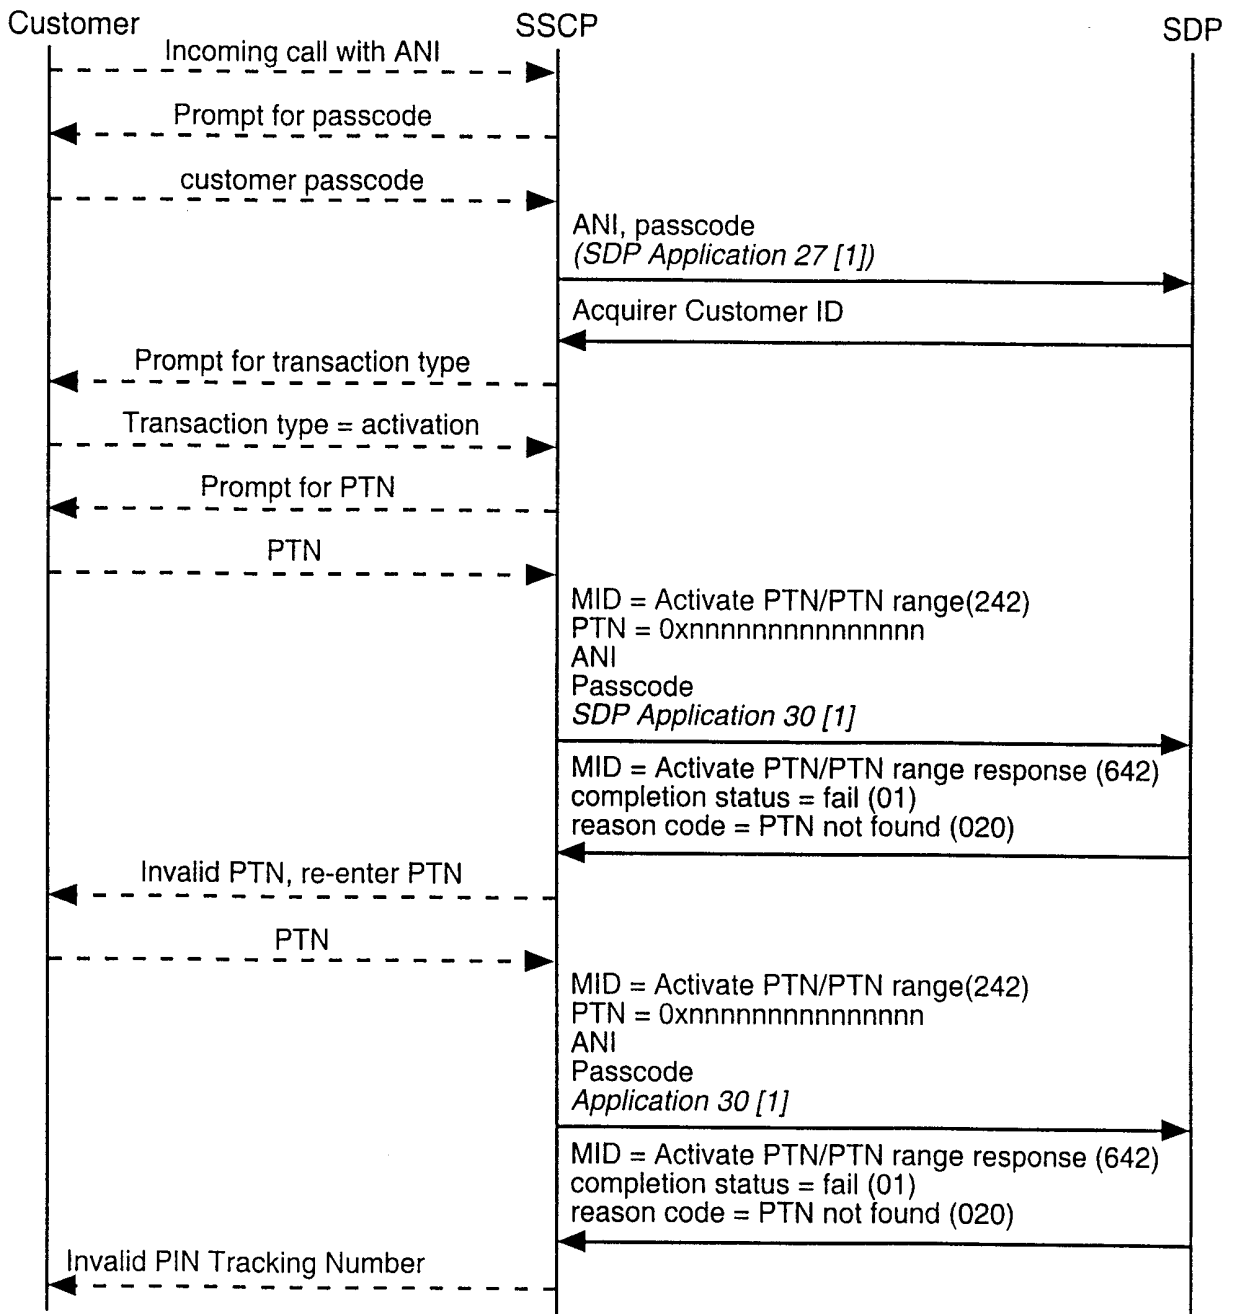 Customer
SSCP
SDP
Incoming call with ANI
Prompt for passcode
customer passcode
ANI, passcode
(SDP Application 27 [1])
Acquirer Customer ID
Prompt for transaction type
Transaction type = activation
Prompt for PTN
PTN
MID = Activate PTN/PTN range(242)
PTN = 0xnnnnnnnnnnnnnnnn
ANI
Passcode
SDP Application 30 [1]
MID = Activate PTN/PTN range response (642)
completion status = fail (01)
reason code = PTN not found (020)
Invalid PTN, re-enter PTN
PTN
MID = Activate PTN/PTN range(242)
PTN = 0xnnnnnnnnnnnnnnnn
ANI
Passcode
Application 30 [1]
MID = Activate PTN/PTN range response (642)
completion status = fail (01)
reason code = PTN not found (020)
Invalid PIN Tracking Number